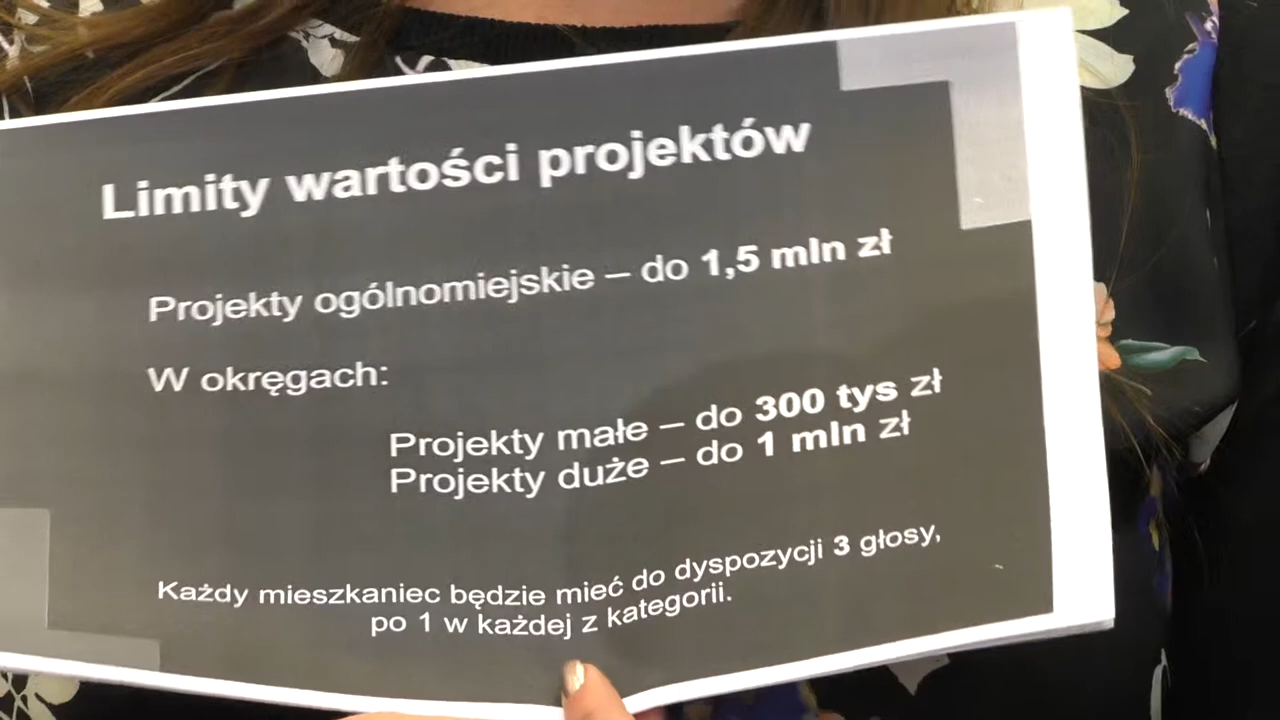 Limity wartości projektów
Projekty ogólnomiejskie – do 1,5 mln zł
W okręgach:
Projekty małe – do 300 tys zł
Projekty duże – do 1 mln zł
Każdy mieszkaniec będzie mieć do dyspozycji 3 głosy,
po 1 w każdej z kategorii.